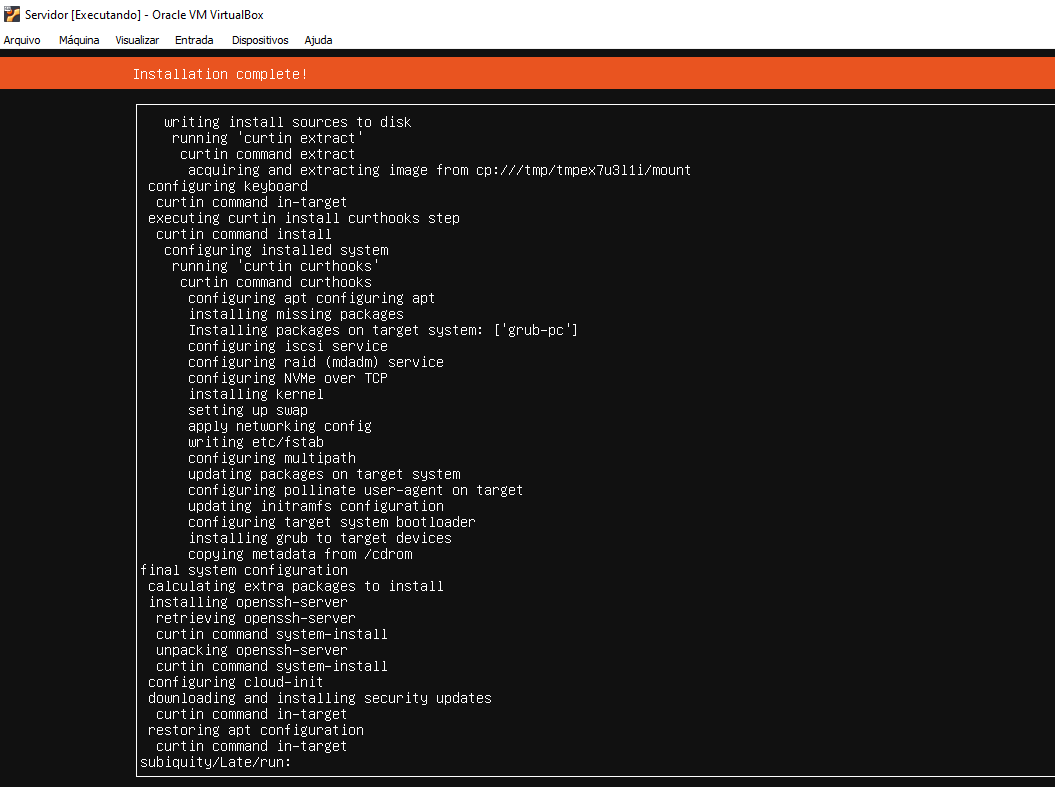 Servidor [Executando] - Oracle VM VirtualBox
Arquivo Máquina Visualizar Entrada Dispositivos Ajuda
Installation complete!
writing install sources to disk
running 'curtin extract'
curtin command extract
acquiring and extracting image from cp:///tmp/tmpex7u3l1i/mount
configuring keyboard
curtin command in-target
executing curtin install curthooks step
curtin command install
configuring installed system
running 'curtin curthooks'
curtin command curthooks
configuring apt configuring apt
installing missing packages
Installing packages on target system: ['grub-pc']
configuring iscsi service
configuring raid (mdadm) service
configuring NVMe over TCP
installing kernel
setting up swap
apply networking config
writing etc/fstab
configuring multipath
updating packages on target system
configuring pollinate user-agent on target
updating initramfs configuration
configuring target system bootloader
installing grub to target devices
copying metadata from /cdrom
final system configuration
calculating extra packages to install
installing openssh-server
retrieving openssh-server
curtin command system-install
unpacking openssh-server
curtin command system-install
configuring cloud-init
downloading and installing security updates
curtin command in-target
restoring apt configuration
curtin command in-target
subiquity/Late/run: